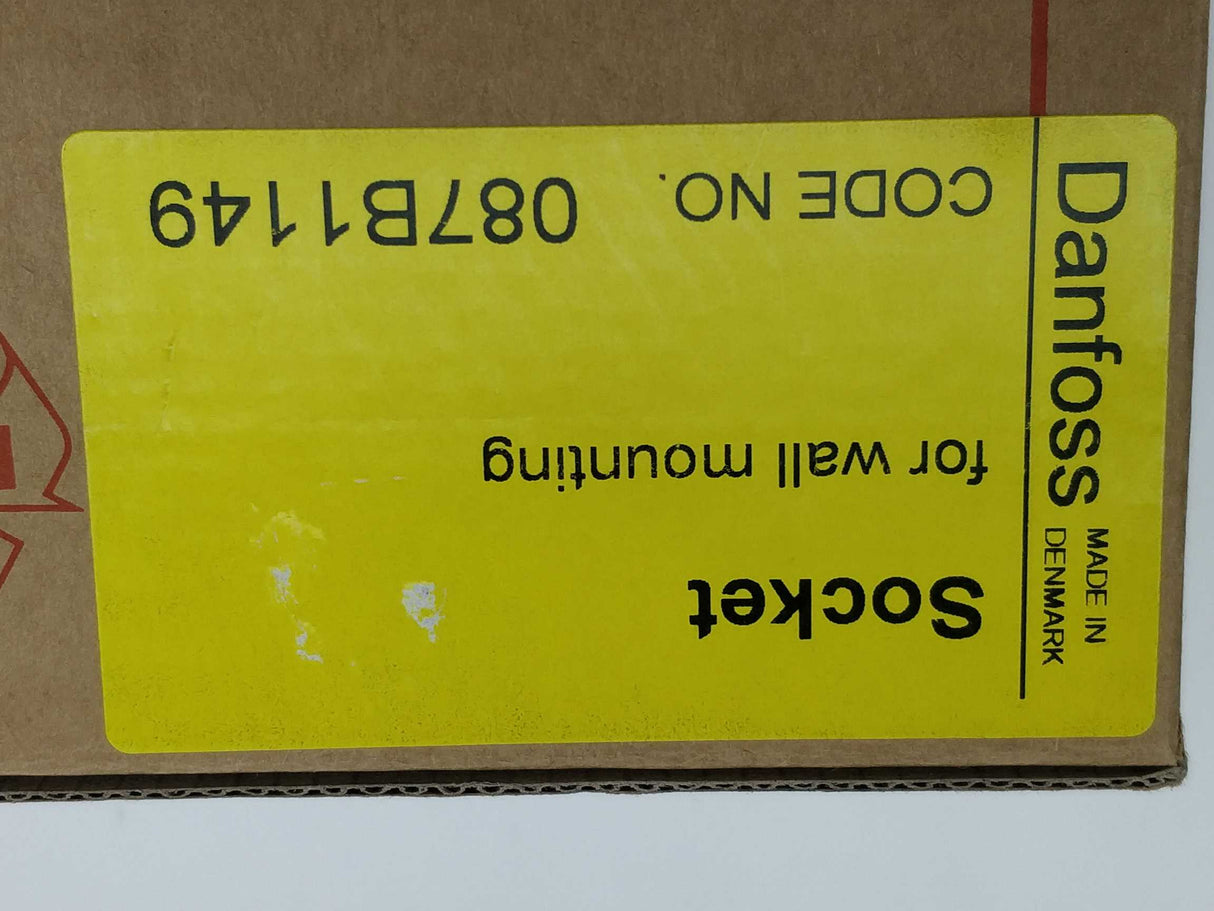 Socket
for wall mounting
CODE NO. 087B1149
Danfoss
MADE IN
DENMARK